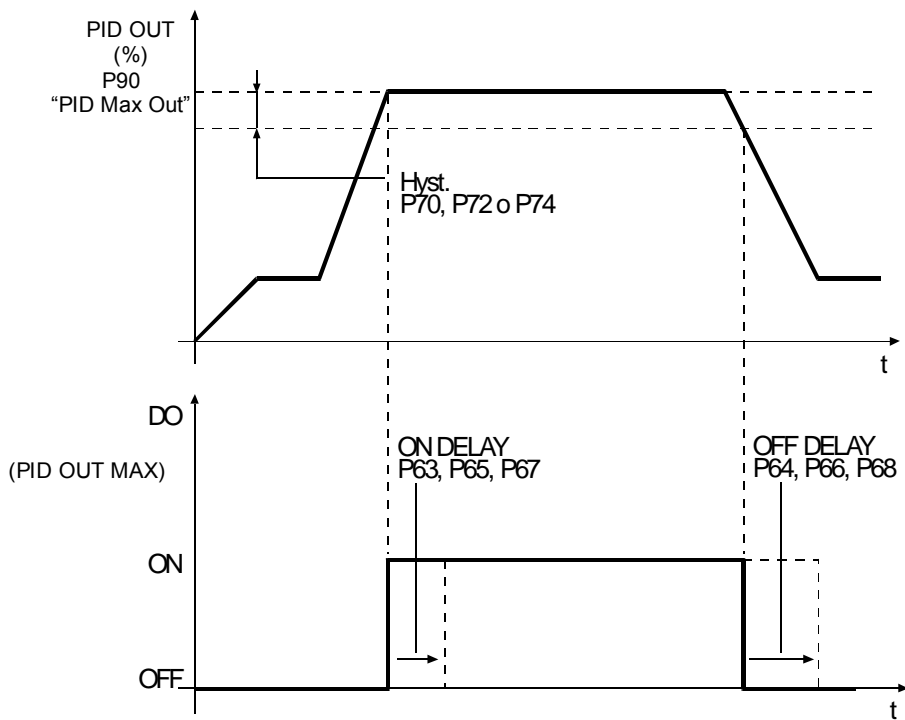 PID OUT
(%)
P90
“PID Max Out”
Hyst.
P70, P72 o P74
t
DO
(PID OUT MAX)
ON DELAY
P63, P65, P67
OFF DELAY
P64, P66, P68
ON
OFF
t